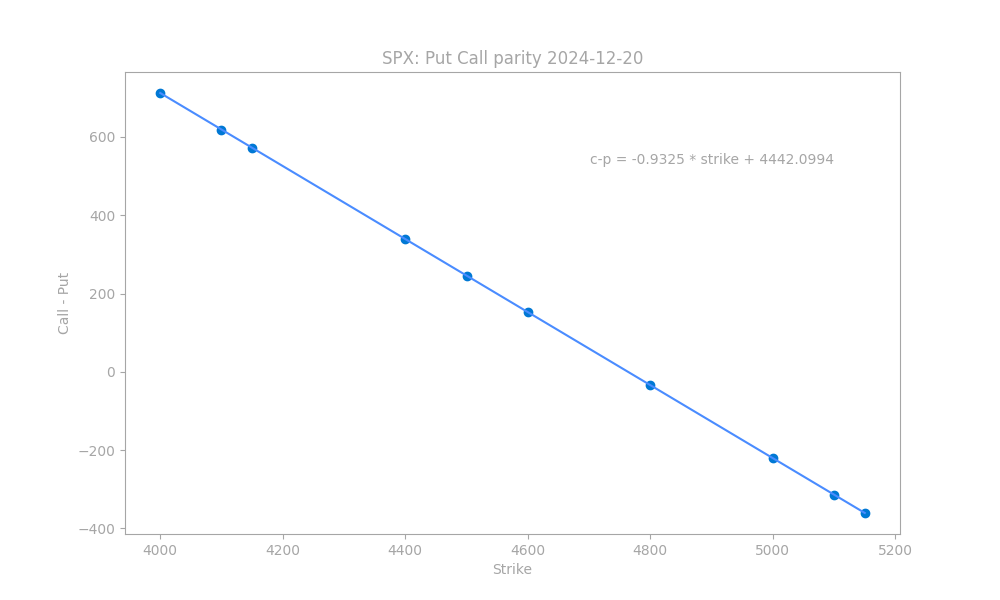 SPX: Put Call parity 2024-12-20
c-p = -0.9325 * strike + 4442.0994
Call - Put
600
400
200
0
−200
−400
4000 4200 4400 4600 4800 5000 5200
Strike